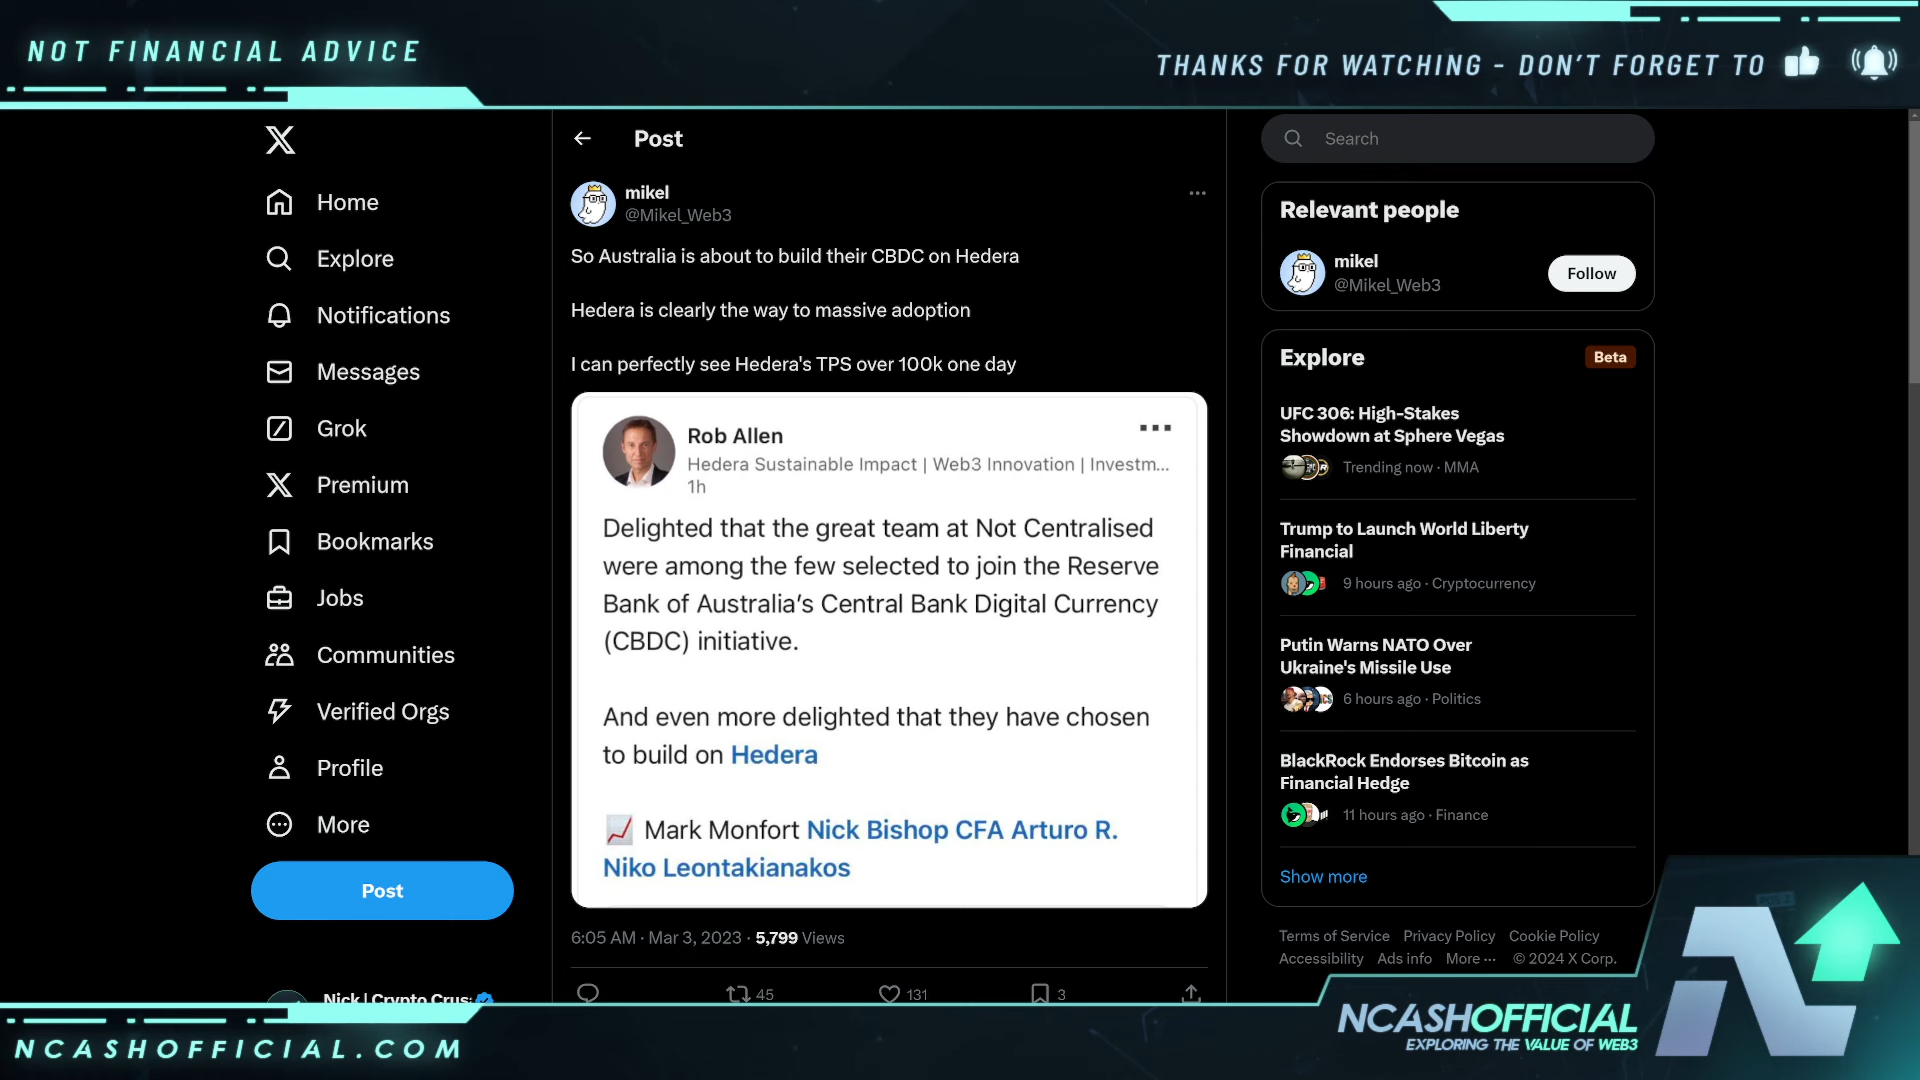 NOT FINANCIAL ADVICE
THANKS FOR WATCHING - DON'T FORGET TO
Home
Explore
Notifications
Messages
Grok
Premium
Bookmarks
Jobs
Communities
Verified Orgs
Profile
More
Post
Nick | Crypto Crus
Post
mikel
@Mikel_Web3
So Australia is about to build their CBDC on Hedera
Hedera is clearly the way to massive adoption
I can perfectly see Hedera's TPS over 100k one day
Rob Allen
Hedera Sustainable Impact | Web3 Innovation | Investm...
1h
Delighted that the great team at Not Centralised
were among the few selected to join the Reserve
Bank of Australia's Central Bank Digital Currency
(CBDC) initiative.
And even more delighted that they have chosen
to build on Hedera
📈 Mark Monfort Nick Bishop CFA Arturo R.
Niko Leontakianakos
6:05 AM · Mar 3, 2023 · 5,799 Views
45 131 3
Search
Relevant people
mikel
@Mikel_Web3
Follow
Explore
Beta
UFC 306: High-Stakes
Showdown at Sphere Vegas
Trending now · MMA
Trump to Launch World Liberty
Financial
9 hours ago · Cryptocurrency
Putin Warns NATO Over
Ukraine's Missile Use
6 hours ago · Politics
BlackRock Endorses Bitcoin as
Financial Hedge
11 hours ago · Finance
Show more
Terms of Service Privacy Policy Cookie Policy
Accessibility Ads info More ··· © 2024 X Corp.
NCASHOFFICIAL.COM
NCASHOFFICIAL
EXPLORING THE VALUE OF WEB3